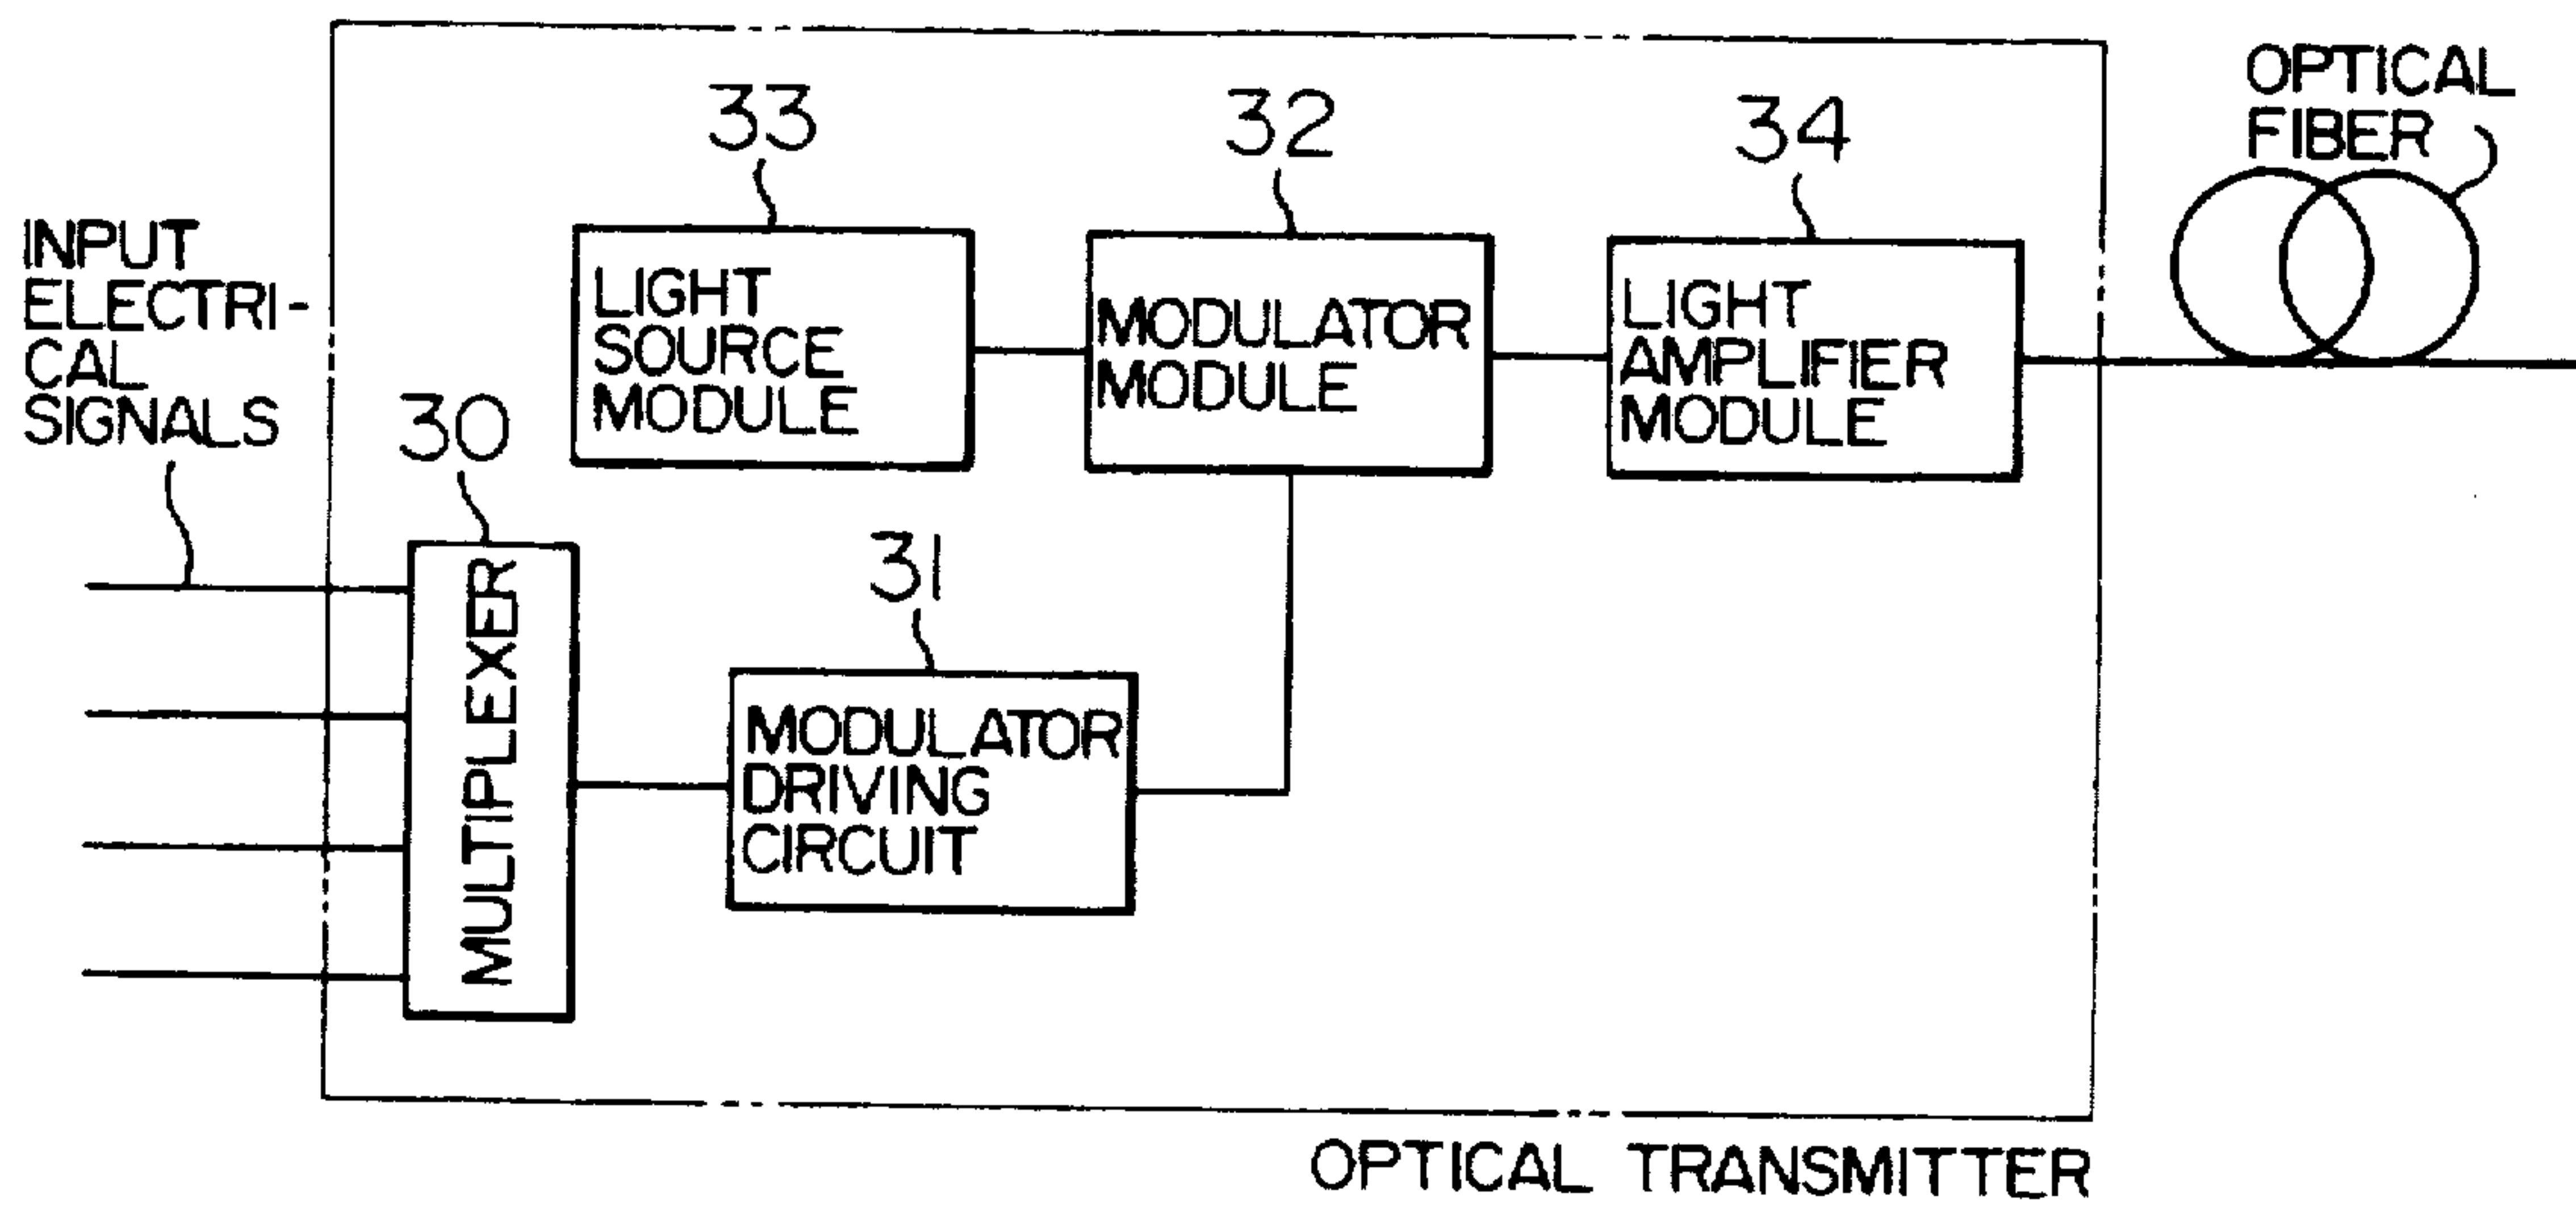 OPTICAL
FIBER
33
32
34
INPUT
ELECTRI-
CAL
SIGNALS
LIGHT
SOURCE
MODULE
MODULATOR
MODULE
LIGHT
AMPLIFIER
MODULE
30
31
MULTIPLEXER
MODULATOR
DRIVING
CIRCUIT
OPTICAL TRANSMITTER